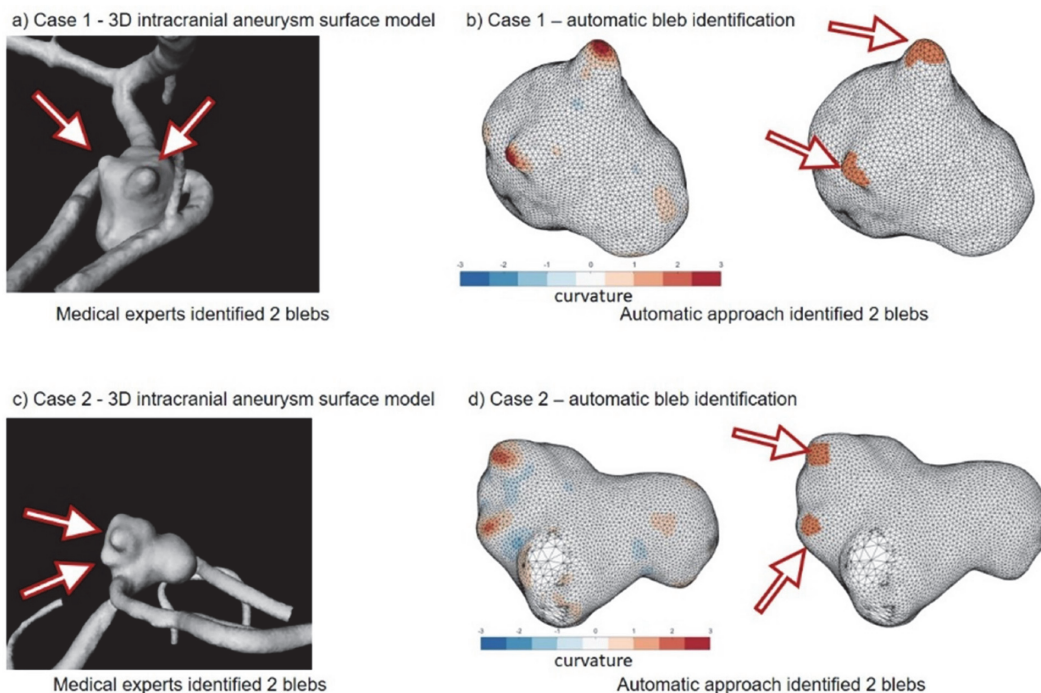 a) Case 1 - 3D intracranial aneurysm surface model
b) Case 1 – automatic bleb identification
-3 -2 -1 0 1 2 3
curvature
Medical experts identified 2 blebs
Automatic approach identified 2 blebs
c) Case 2 - 3D intracranial aneurysm surface model
d) Case 2 – automatic bleb identification
-3 -2 -1 0 1 2 3
curvature
Medical experts identified 2 blebs
Automatic approach identified 2 blebs